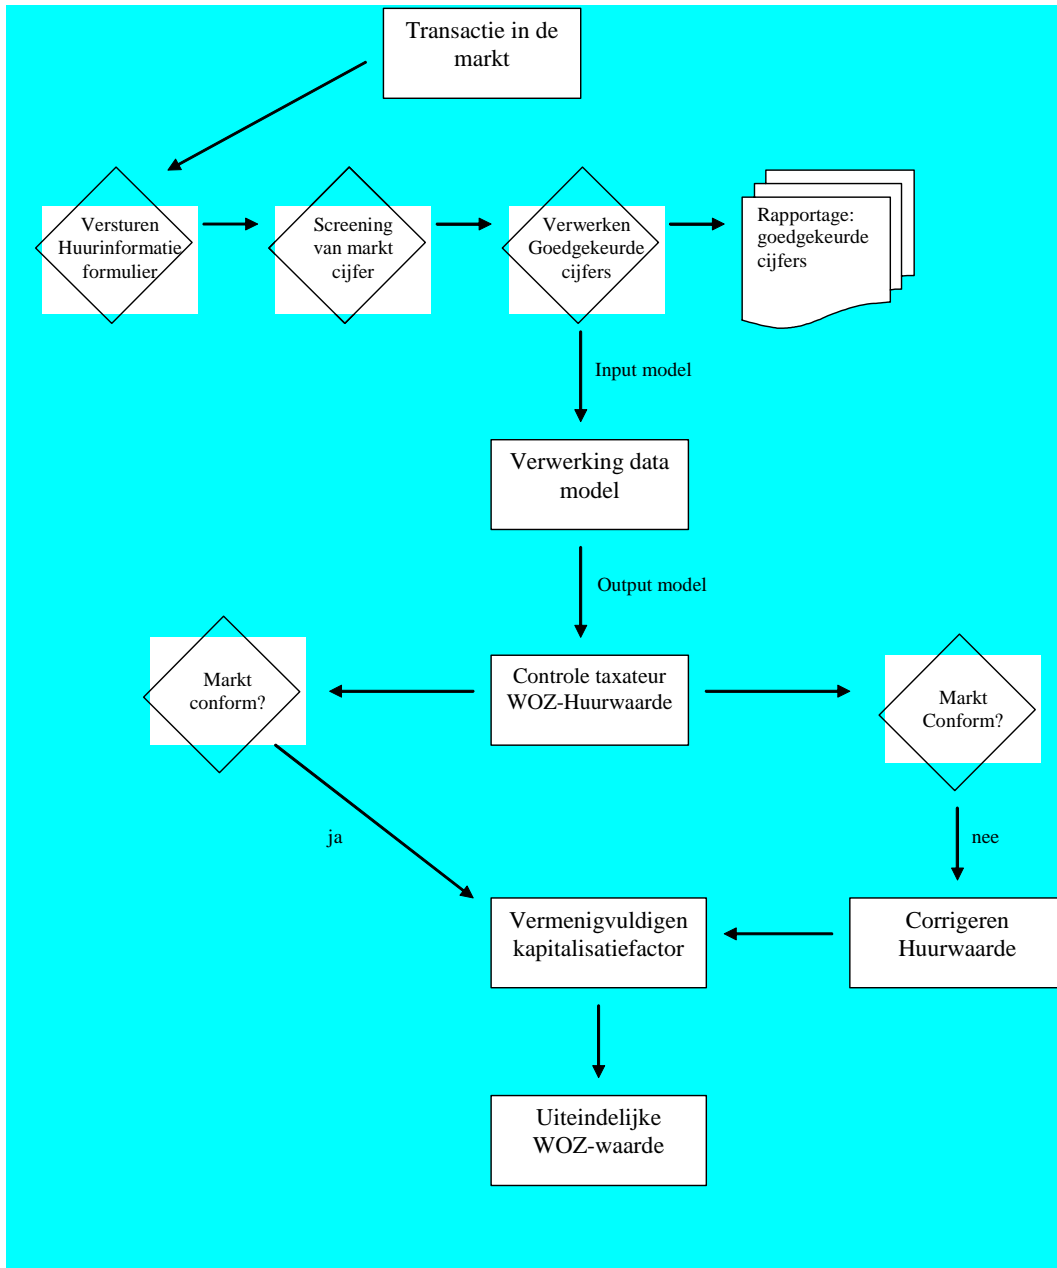 Transactie in de
markt
Versturen
Huurinformatie
formulier
Screening
van markt
cijfer
Verwerken
Goedgekeurde
cijfers
Rapportage:
goedgekeurde
cijfers
Input model
Verwerking data
model
Output model
Markt
conform?
Controle taxateur
WOZ-Huurwaarde
Markt
Conform?
ja
nee
Vermenigvuldigen
kapitalisatiefactor
Corrigeren
Huurwaarde
Uiteindelijke
WOZ-waarde